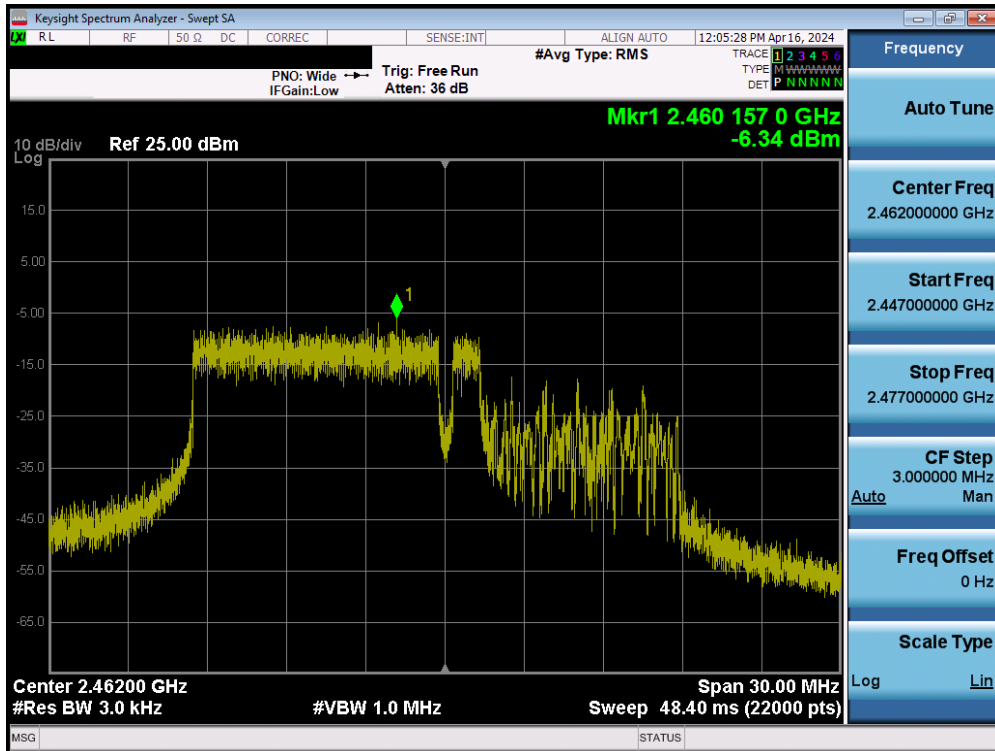 Keysight Spectrum Analyzer - Swept SA
LXI RL RF 50 Ω DC CORREC SENSE:INT ALIGN AUTO 12:05:28 PM Apr 16, 2024
Frequency
#Avg Type: RMS
TRACE 1 2 3 4 5 6
PNO: Wide Trig: Free Run
TYPE M W W W W W
IFGain:Low Atten: 36 dB
DET P N N N N N
Auto Tune
Mkr1 2.460 157 0 GHz
-6.34 dBm
10 dB/div Ref 25.00 dBm
Log
15.0
5.00
-5.00
-15.0
-25.0
-35.0
-45.0
-55.0
-65.0
1
Center Freq
2.462000000 GHz
Start Freq
2.447000000 GHz
Stop Freq
2.477000000 GHz
CF Step
3.000000 MHz
Auto Man
Freq Offset
0 Hz
Scale Type
Log Lin
Center 2.46200 GHz Span 30.00 MHz
#Res BW 3.0 kHz #VBW 1.0 MHz Sweep 48.40 ms (22000 pts)
MSG STATUS